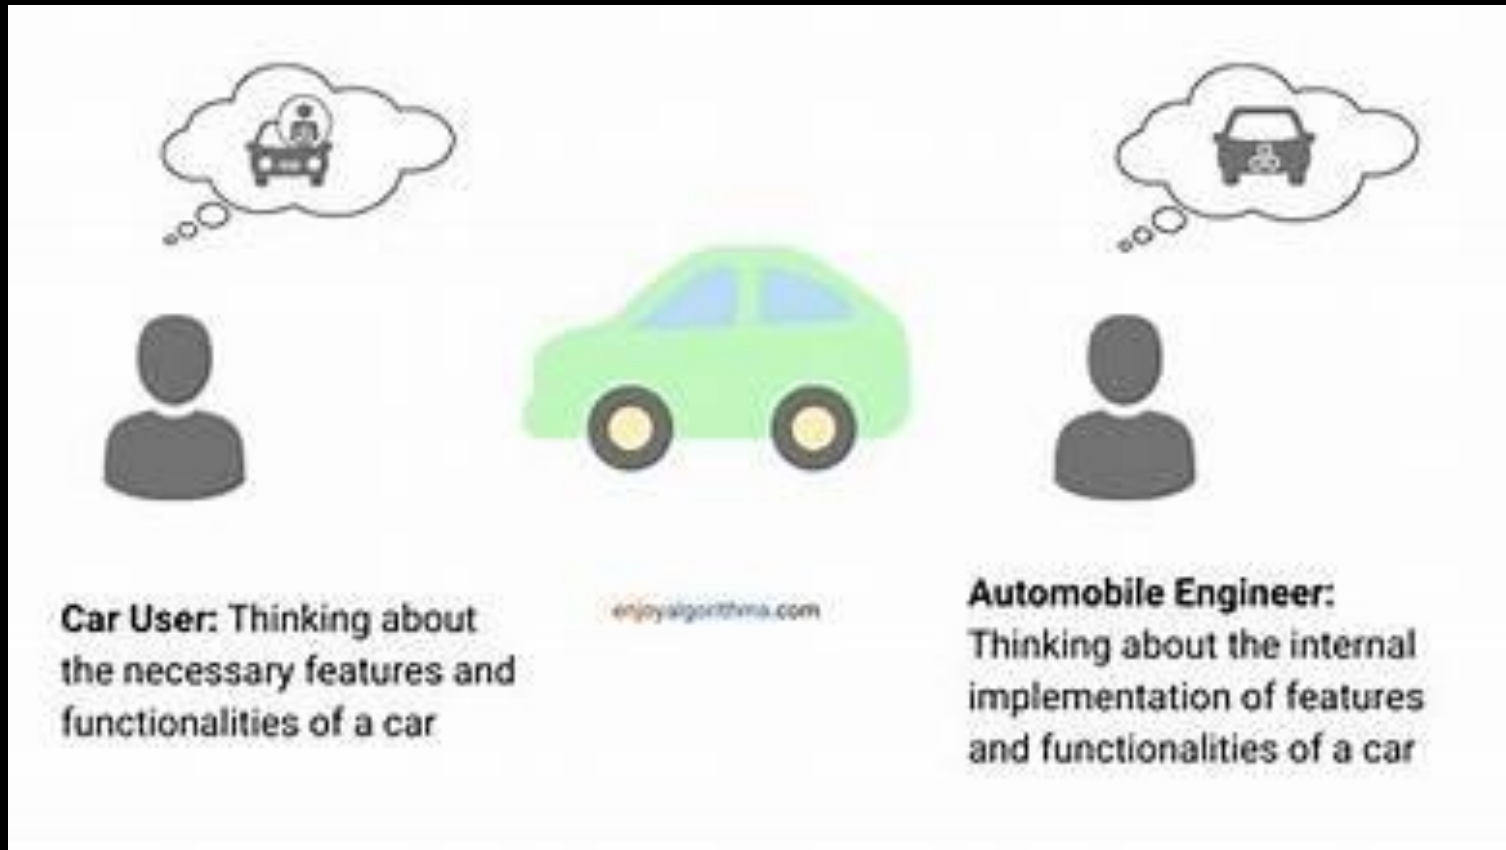 Car User: Thinking about
the necessary features and
functionalities of a car
enjoyalgorithms.com
Automobile Engineer:
Thinking about the internal
implementation of features
and functionalities of a car